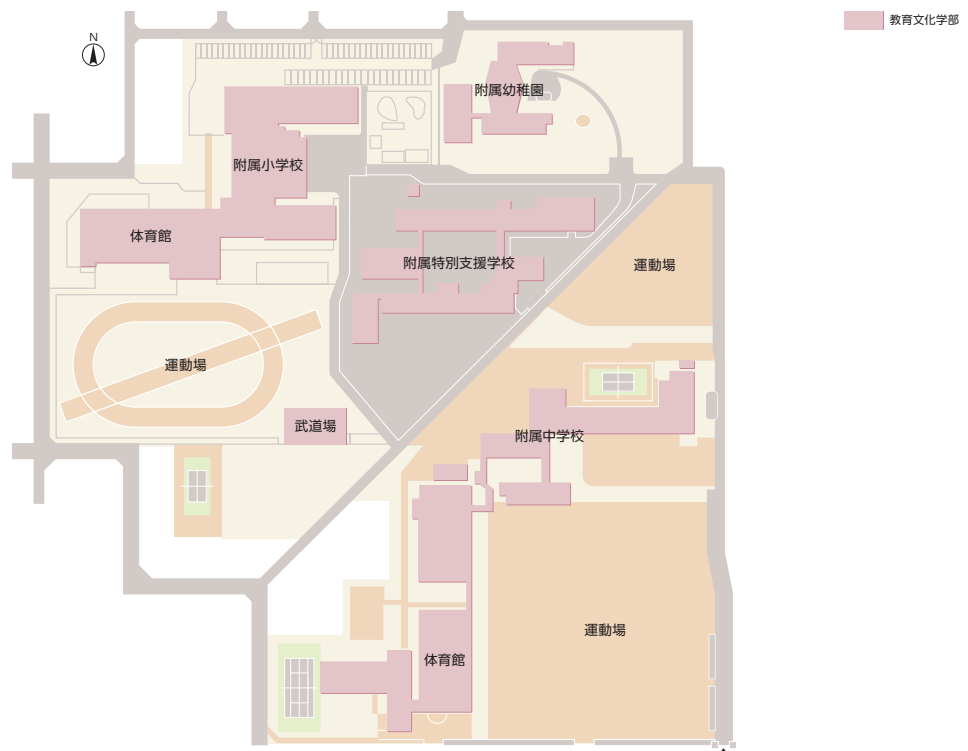 教育文化学部
N
附属幼稚園
附属小学校
体育館
附属特別支援学校
運動場
運動場
武道場
附属中学校
運動場
体育館